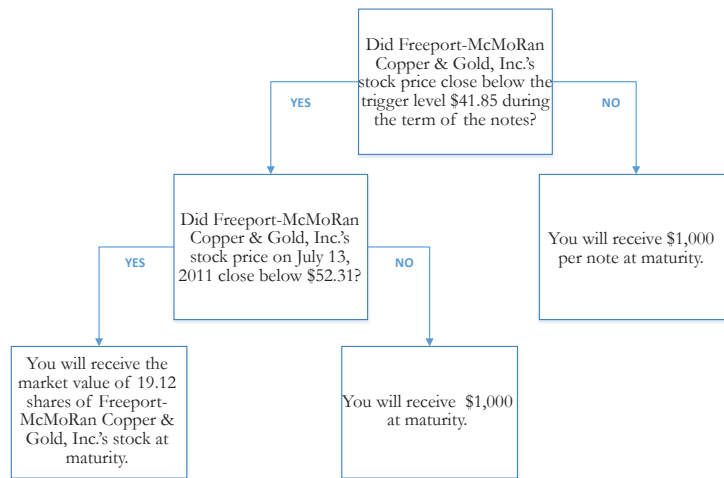 Did Freeport-McMoRan
Copper & Gold, Inc.'s
stock price close below the
trigger level $41.85 during
the term of the notes?
YES
NO
Did Freeport-McMoRan
Copper & Gold, Inc.'s
stock price on July 13,
2011 close below $52.31?
You will receive $1,000
per note at maturity.
YES
NO
You will receive the
market value of 19.12
shares of Freeport-
McMoRan Copper &
Gold, Inc.'s stock at
maturity.
You will receive $1,000
at maturity.